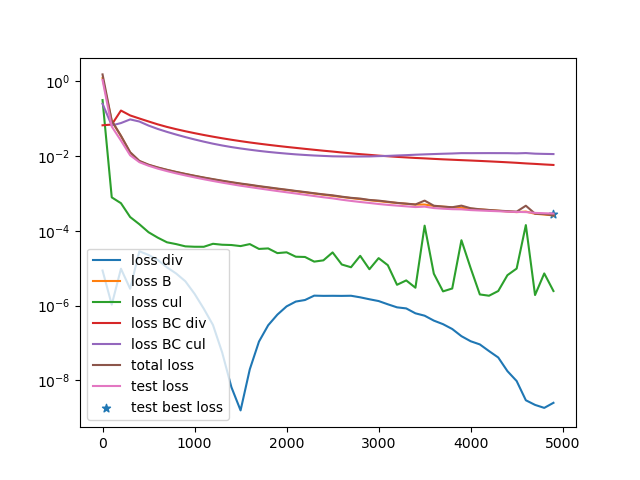 10^0
10^-2
10^-4
10^-6
10^-8
loss div
loss B
loss cul
loss BC div
loss BC cul
total loss
test loss
test best loss
0 1000 2000 3000 4000 5000